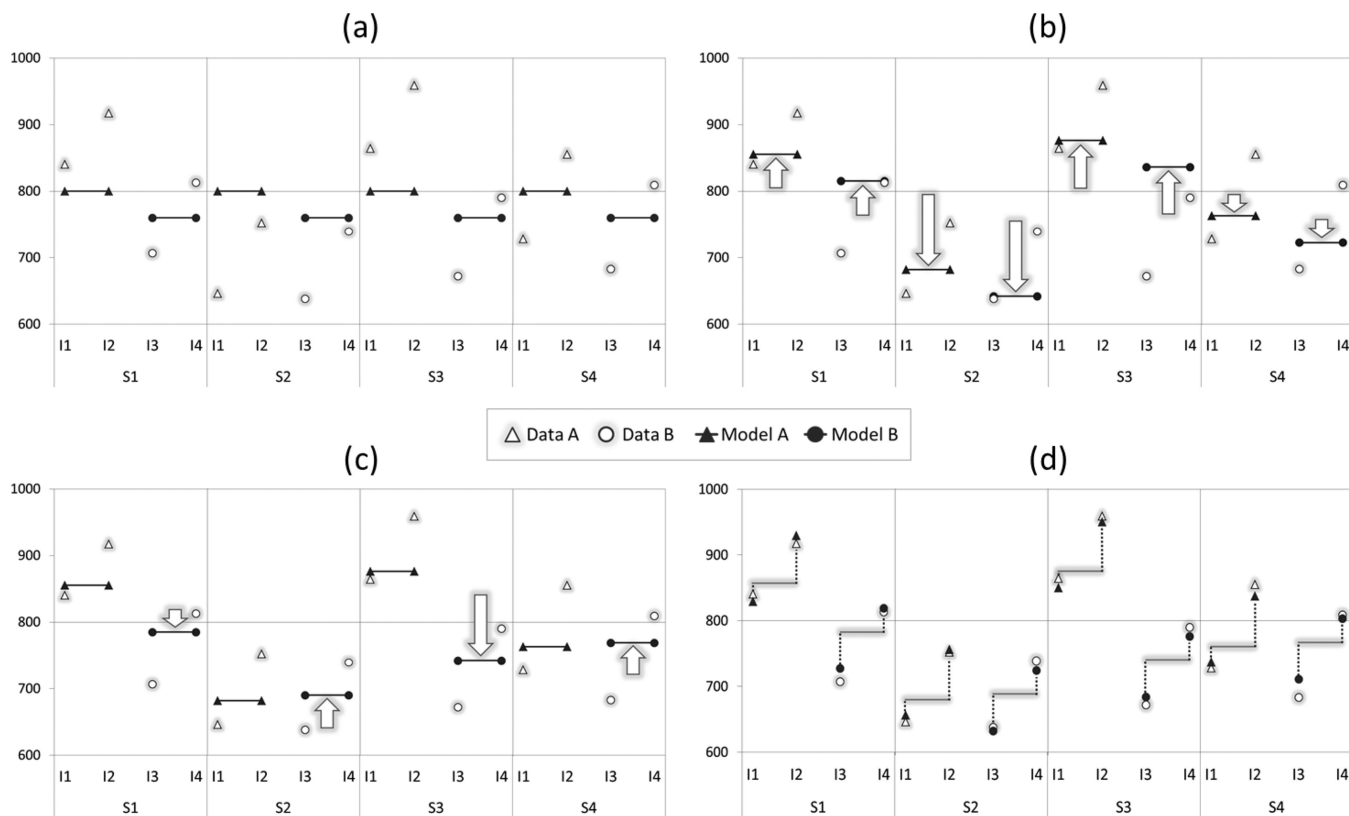 (a)
1000
900
800
700
600
I1 I2 I3 I4 I1 I2 I3 I4 I1 I2 I3 I4 I1 I2 I3 I4
S1 S2 S3 S4
(b)
1000
900
800
700
600
I1 I2 I3 I4 I1 I2 I3 I4 I1 I2 I3 I4 I1 I2 I3 I4
S1 S2 S3 S4
Data A Data B Model A Model B
(c)
1000
900
800
700
600
I1 I2 I3 I4 I1 I2 I3 I4 I1 I2 I3 I4 I1 I2 I3 I4
S1 S2 S3 S4
(d)
1000
900
800
700
600
I1 I2 I3 I4 I1 I2 I3 I4 I1 I2 I3 I4 I1 I2 I3 I4
S1 S2 S3 S4